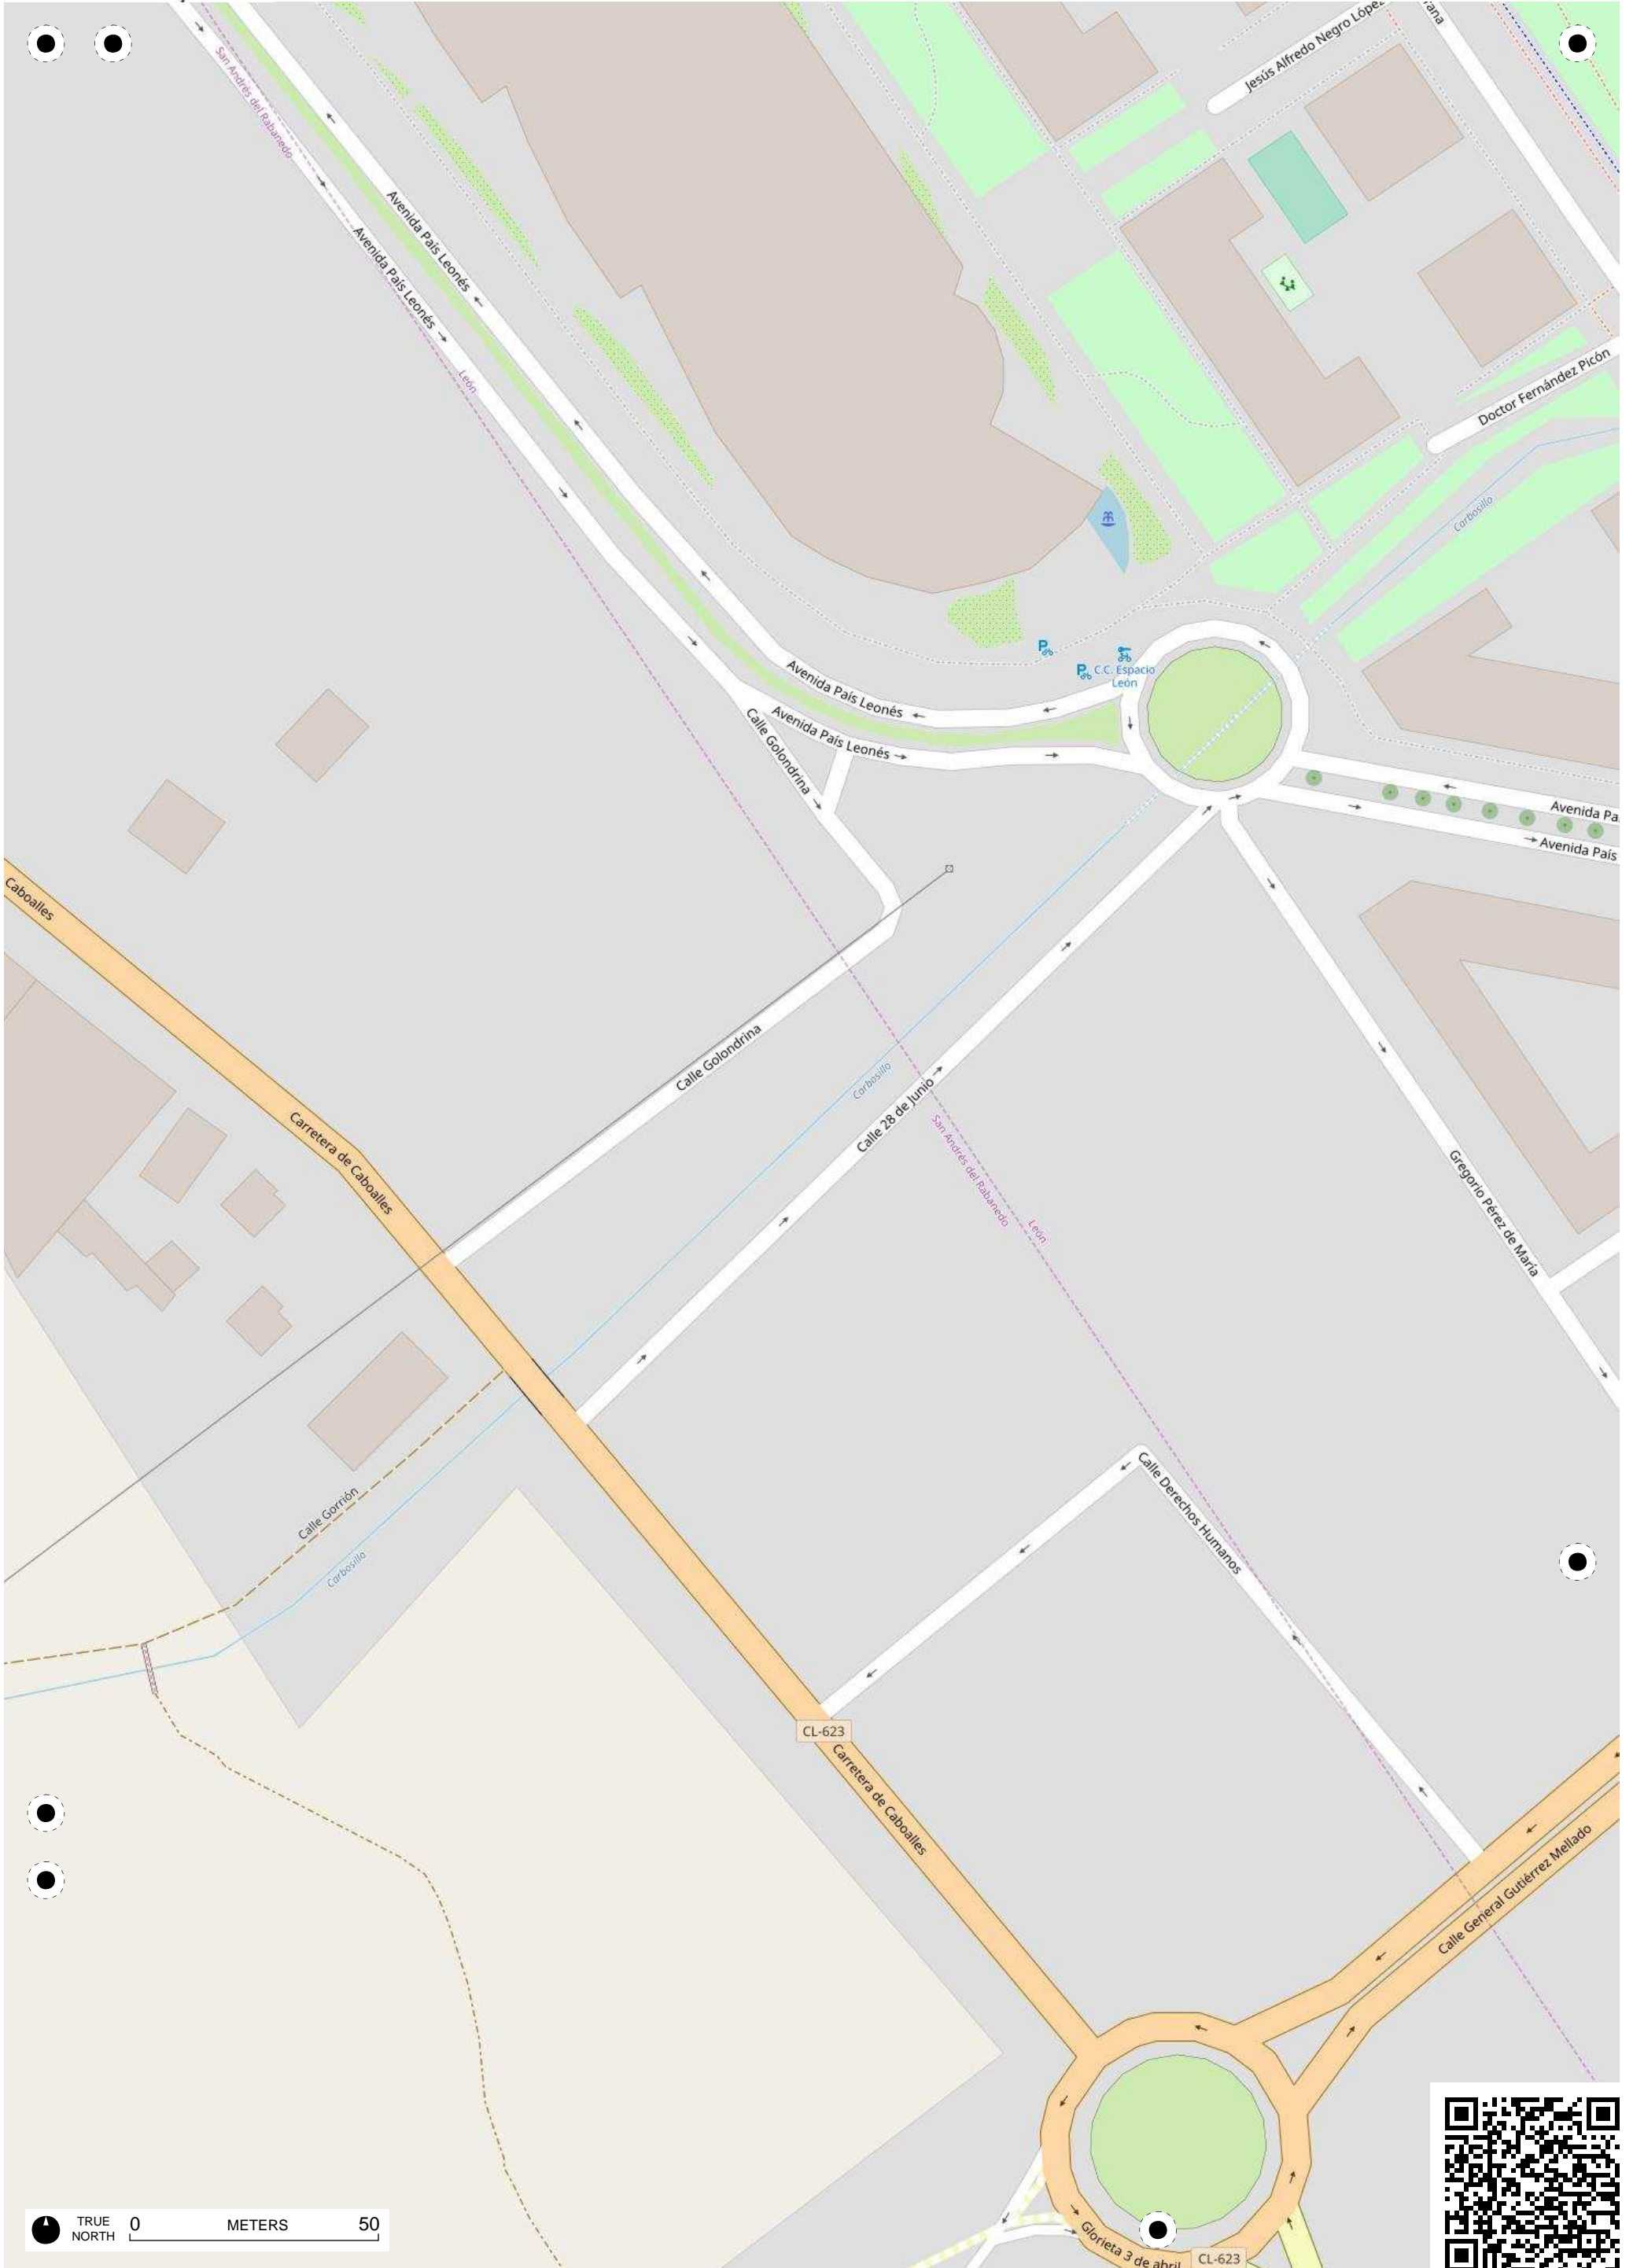 Jesús Alfredo Negro López
San Andrés del Rabanedo
Avenida País Leonés
Avenida País Leonés
León
Doctor Fernández Picón
Carbosillo
C.C. Espacio
León
Avenida País Leonés
Avenida País Leonés
Calle Golondrina
Avenida Pa
Avenida País
Caboalles
Calle Golondrina
Carbosillo
Calle 28 de Junio
Carretera de Caboalles
San Andrés del Rabanedo
León
Gregorio Pérez de María
Calle Derechos Humanos
Calle Gorrión
Carbosillo
CL-623
Carretera de Caboalles
Calle General Gutiérrez Mellado
Glorieta 3 de abril
CL-623
TRUE
NORTH
0 METERS 50